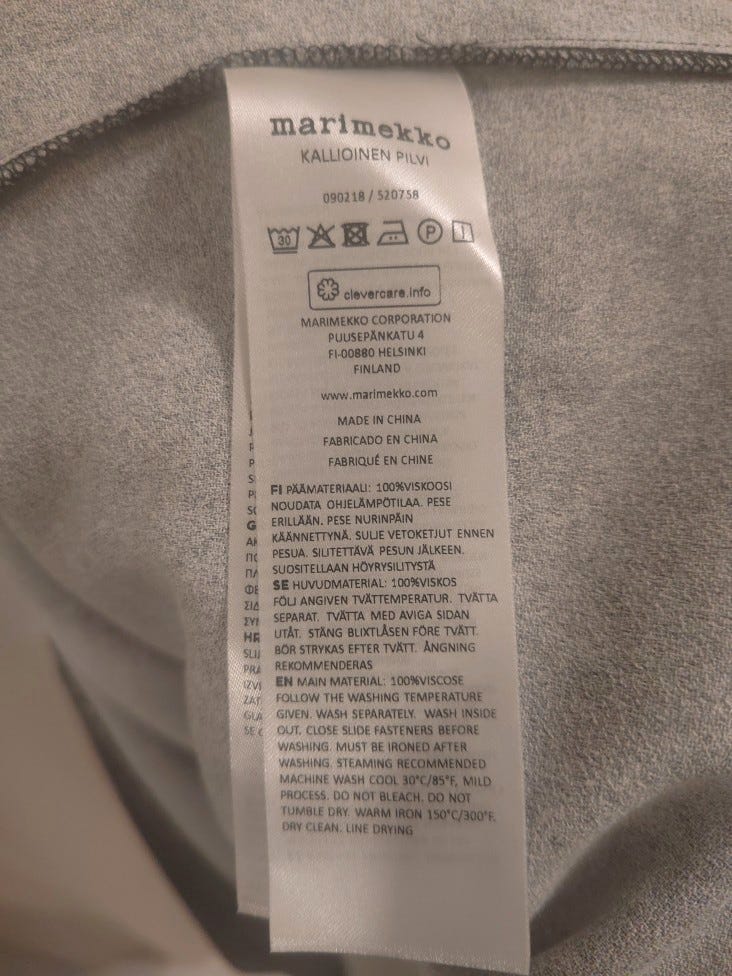 marimekko
KALLIOINEN PILVI
090218 / 520758
30
P
clevercare.info
MARIMEKKO CORPORATION
PUUSEPÄNKATU 4
FI-00880 HELSINKI
FINLAND
www.marimekko.com
MADE IN CHINA
FABRICADO EN CHINA
FABRIQUÉ EN CHINE
FI PÄÄMATERIAALI: 100%VISKOOSI
NOUDATA OHJELÄMPÖTILAA. PESE
ERILLÄÄN. PESE NURINPÄIN
KÄÄNNETTYNÄ. SULJE VETOKETJUT ENNEN
PESUA. SILITETTÄVÄ PESUN JÄLKEEN.
SUOSITELLAAN HÖYRYSILITYSTÄ
SE HUVUDMATERIAL: 100%VISKOS
FÖLJ ANGIVEN TVÄTTEMPERATUR. TVÄTTA
SEPARAT. TVÄTTA MED AVIGA SIDAN
UTÅT. STÄNG BLIXTLÅSEN FÖRE TVÄTT.
BÖR STRYKAS EFTER TVÄTT. ÅNGNING
REKOMMENDERAS
EN MAIN MATERIAL: 100%VISCOSE
FOLLOW THE WASHING TEMPERATURE
GIVEN. WASH SEPARATELY. WASH INSIDE
OUT. CLOSE SLIDE FASTENERS BEFORE
WASHING. MUST BE IRONED AFTER
WASHING. STEAMING RECOMMENDED
MACHINE WASH COOL 30°C/85°F, MILD
PROCESS. DO NOT BLEACH. DO NOT
TUMBLE DRY. WARM IRON 150°C/300°F.
DRY CLEAN. LINE DRYING